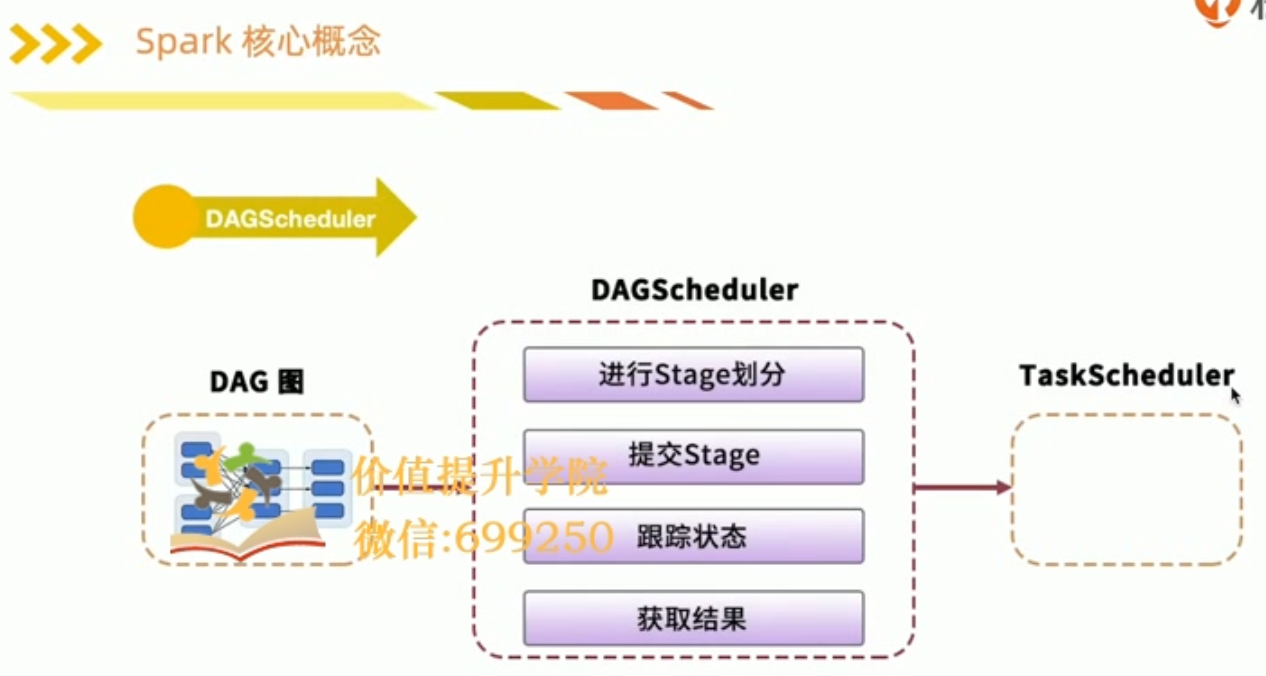 Spark 核心概念
DAGScheduler
DAGScheduler
DAG 图
进行Stage划分
提交Stage
跟踪状态
获取结果
TaskScheduler
价值提升学院
微信:699250